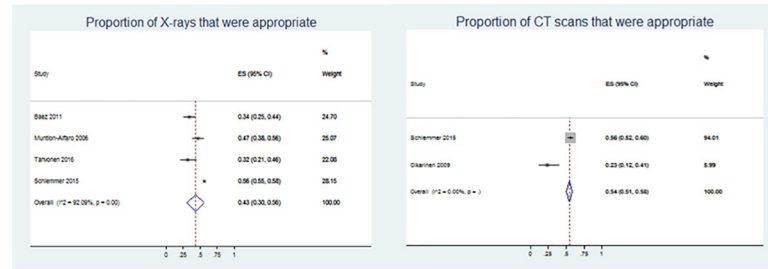 Proportion of X-rays that were appropriate
%
Study ES (95% CI) Weight
Baez 2011 0.34 (0.25, 0.44) 24.70
Muntion-Alfaro 2006 0.47 (0.38, 0.56) 25.07
Tahvonen 2016 0.32 (0.21, 0.46) 22.08
Schlemmer 2015 0.56 (0.55, 0.58) 28.15
Overall (I^2 = 92.09%, p = 0.00) 0.43 (0.30, 0.56) 100.00
0 .25 .5 .75 1
Proportion of CT scans that were appropriate
%
Study ES (95% CI) Weight
Schlemmer 2015 0.56 (0.52, 0.60) 94.01
Oikarinen 2009 0.23 (0.12, 0.41) 5.99
Overall (I^2 = 0.00%, p = .) 0.54 (0.51, 0.58) 100.00
0 .25 .5 .75 1